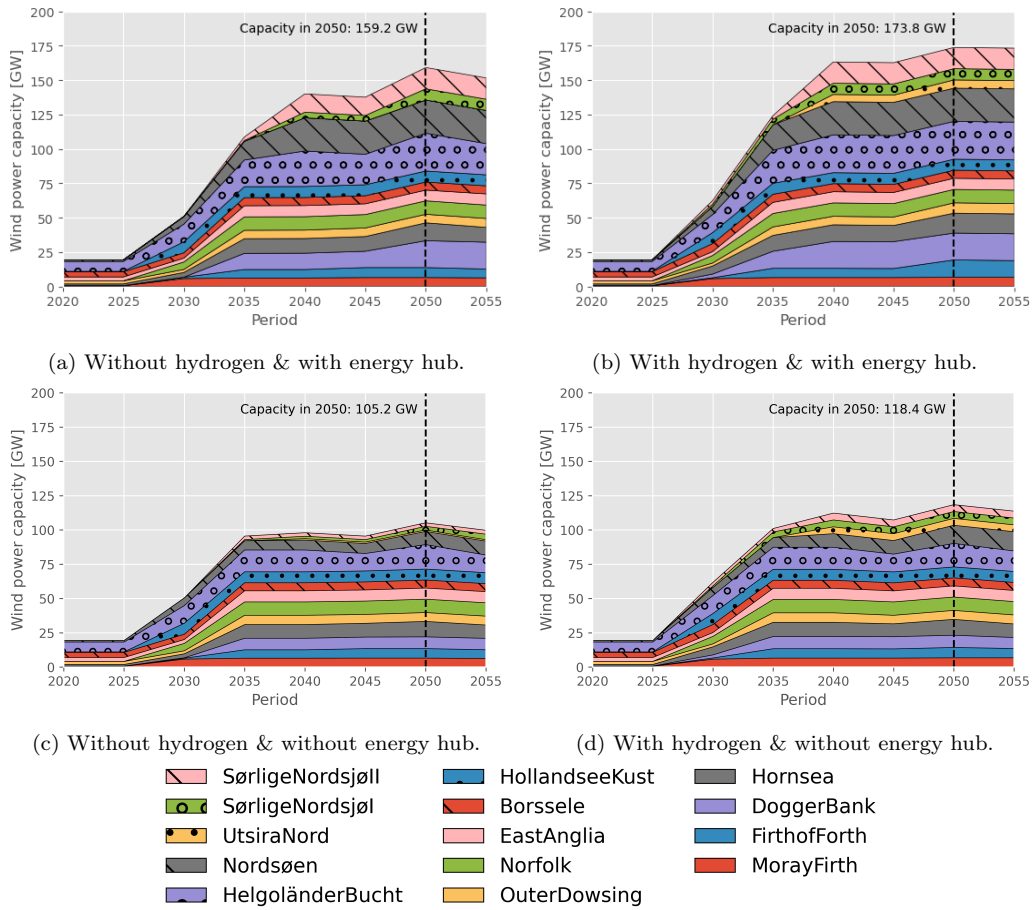 Capacity in 2050: 159.2 GW
Wind power capacity [GW]
200
175
150
125
100
75
50
25
0
2020 2025 2030 2035 2040 2045 2050 2055
Period
(a) Without hydrogen & with energy hub.
Capacity in 2050: 173.8 GW
Wind power capacity [GW]
200
175
150
125
100
75
50
25
0
2020 2025 2030 2035 2040 2045 2050 2055
Period
(b) With hydrogen & with energy hub.
Capacity in 2050: 105.2 GW
Wind power capacity [GW]
200
175
150
125
100
75
50
25
0
2020 2025 2030 2035 2040 2045 2050 2055
Period
(c) Without hydrogen & without energy hub.
Capacity in 2050: 118.4 GW
Wind power capacity [GW]
200
175
150
125
100
75
50
25
0
2020 2025 2030 2035 2040 2045 2050 2055
Period
(d) With hydrogen & without energy hub.
SørligeNordsjøII
SørligeNordsjøI
UtsiraNord
Nordsøen
HelgoländerBucht
HollandseeKust
Borssele
EastAnglia
Norfolk
OuterDowsing
Hornsea
DoggerBank
FirthofForth
MorayFirth